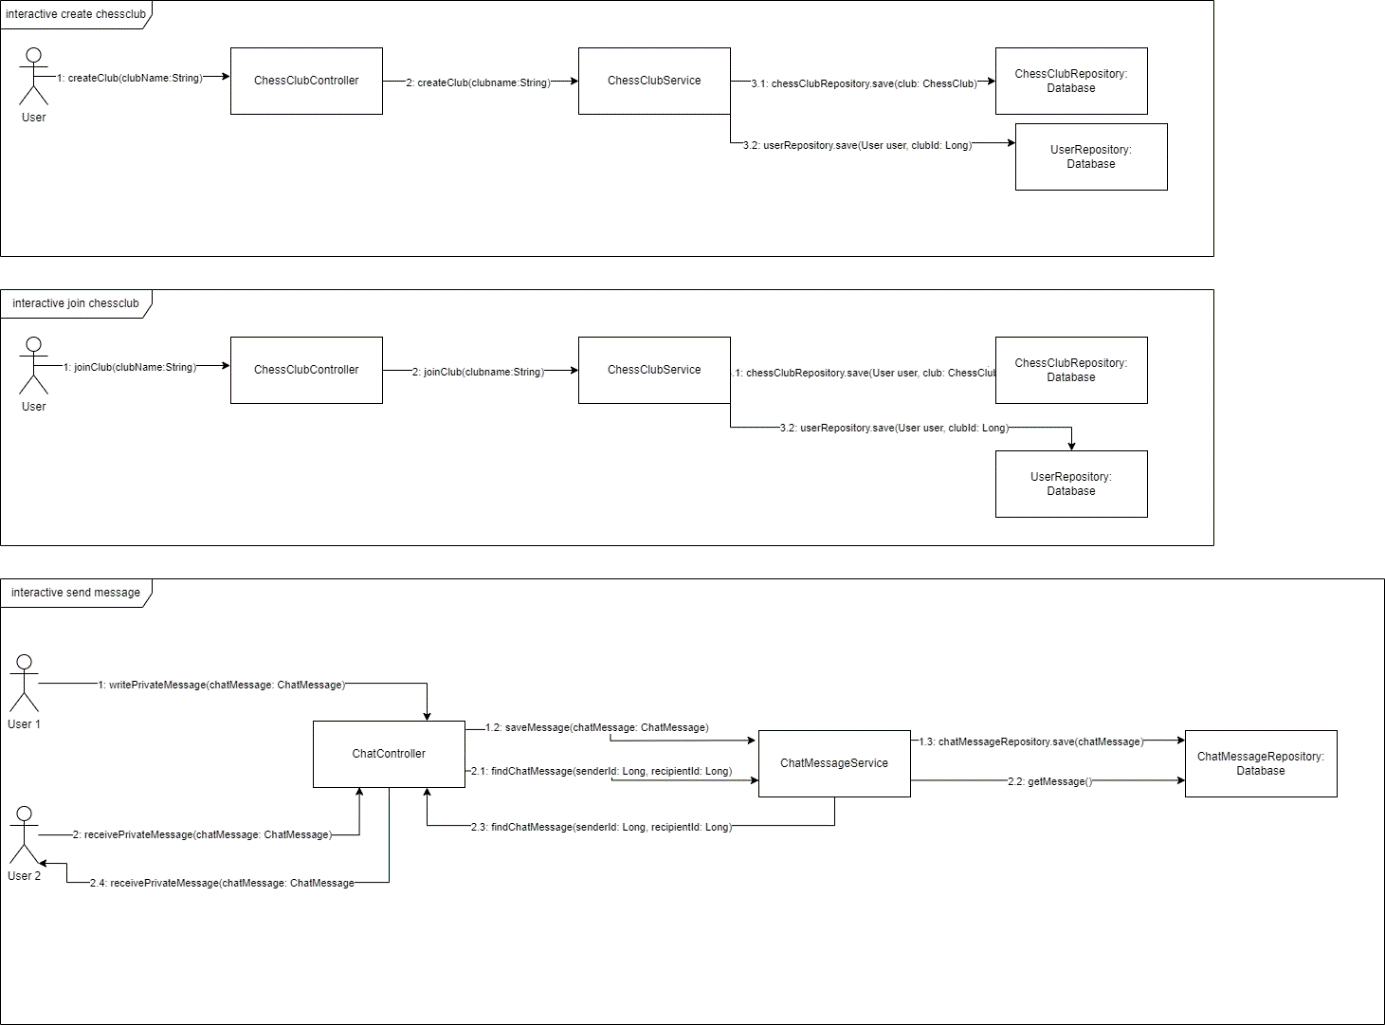 interactive create chessclub
User
1: createClub(clubName:String)
ChessClubController
2: createClub(clubname:String)
ChessClubService
3.1: chessClubRepository.save(club: ChessClub)
ChessClubRepository:
Database
3.2: userRepository.save(User user, clubId: Long)
UserRepository:
Database
interactive join chessclub
User
1: joinClub(clubName:String)
ChessClubController
2: joinClub(clubname:String)
ChessClubService
.1: chessClubRepository.save(User user, club: ChessClub
ChessClubRepository:
Database
3.2: userRepository.save(User user, clubId: Long)
UserRepository:
Database
interactive send message
User 1
1: writePrivateMessage(chatMessage: ChatMessage)
ChatController
1.2: saveMessage(chatMessage: ChatMessage)
2.1: findChatMessage(senderId: Long, recipientId: Long)
ChatMessageService
1.3: chatMessageRepository.save(chatMessage)
2.2: getMessage()
ChatMessageRepository:
Database
2.3: findChatMessage(senderId: Long, recipientId: Long)
2: receivePrivateMessage(chatMessage: ChatMessage)
User 2
2.4: receivePrivateMessage(chatMessage: ChatMessage